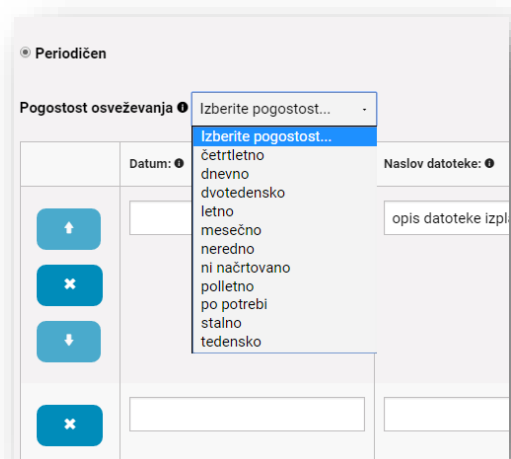 Periodičen
Pogostost osveževanja Izberite pogostost...
Izberite pogostost...
četrtletno
dnevno
dvotedensko
letno
mesečno
neredno
ni načrtovano
polletno
po potrebi
stalno
tedensko
Datum:
Naslov datoteke:
opis datoteke